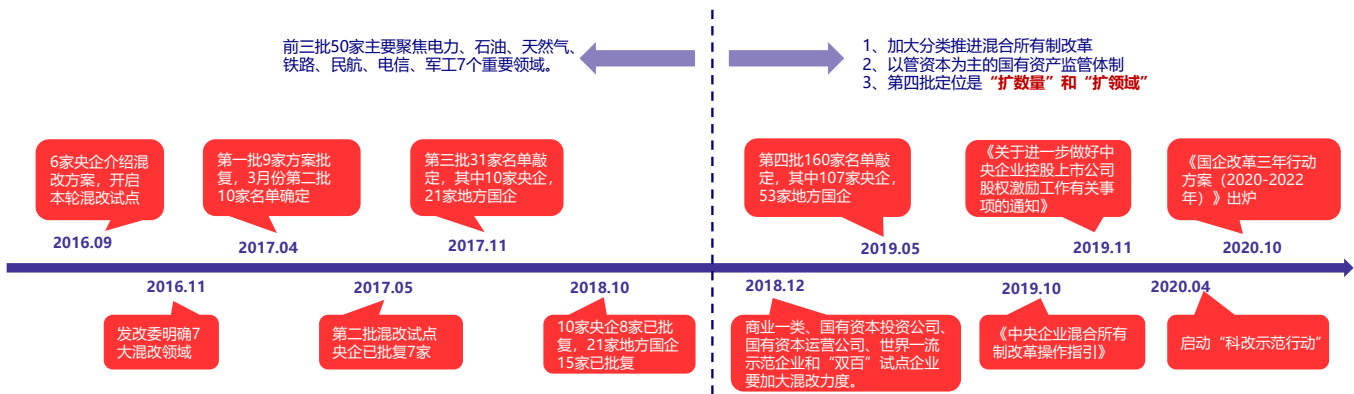 前三批50家主要聚焦电力、石油、天然气、
铁路、民航、电信、军工7个重要领域。
1、加大分类推进混合所有制改革
2、以管资本为主的国有资产监管体制
3、第四批定位是“扩数量”和“扩领域”
6家央企介绍混
改方案，开启
本轮混改试点
第一批9家方案批
复，3月份第二批
10家名单确定
第三批31家名单敲
定，其中10家央企，
21家地方国企
第四批160家名单敲
定，其中107家央企，
53家地方国企
《关于进一步做好中
央企业控股上市公司
股权激励工作有关事
项的通知》
《国企改革三年行动
方案（2020-2022
年）》出炉
2016.09
2017.04
2017.11
2019.05
2019.11
2020.10
2016.11
2017.05
2018.10
2018.12
2019.10
2020.04
发改委明确7
大混改领域
第二批混改试点
央企已批复7家
10家央企8家已批
复，21家地方国企
15家已批复
商业一类、国有资本投资公司、
国有资本运营公司、世界一流
示范企业和“双百”试点企业
要加大混改力度。
《中央企业混合所有
制改革操作指引》
启动“科改示范行动”